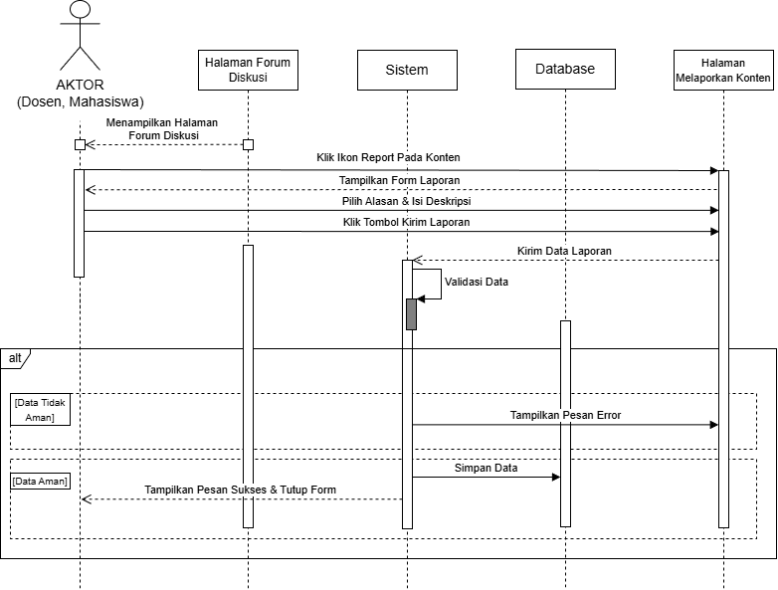 AKTOR
(Dosen, Mahasiswa)
Halaman Forum
Diskusi
Sistem
Database
Halaman
Melaporkan Konten
Menampilkan Halaman
Forum Diskusi
Klik Ikon Report Pada Konten
Tampilkan Form Laporan
Pilih Alasan & Isi Deskripsi
Klik Tombol Kirim Laporan
Kirim Data Laporan
Validasi Data
alt
[Data Tidak
Aman]
Tampilkan Pesan Error
Simpan Data
[Data Aman]
Tampilkan Pesan Sukses & Tutup Form